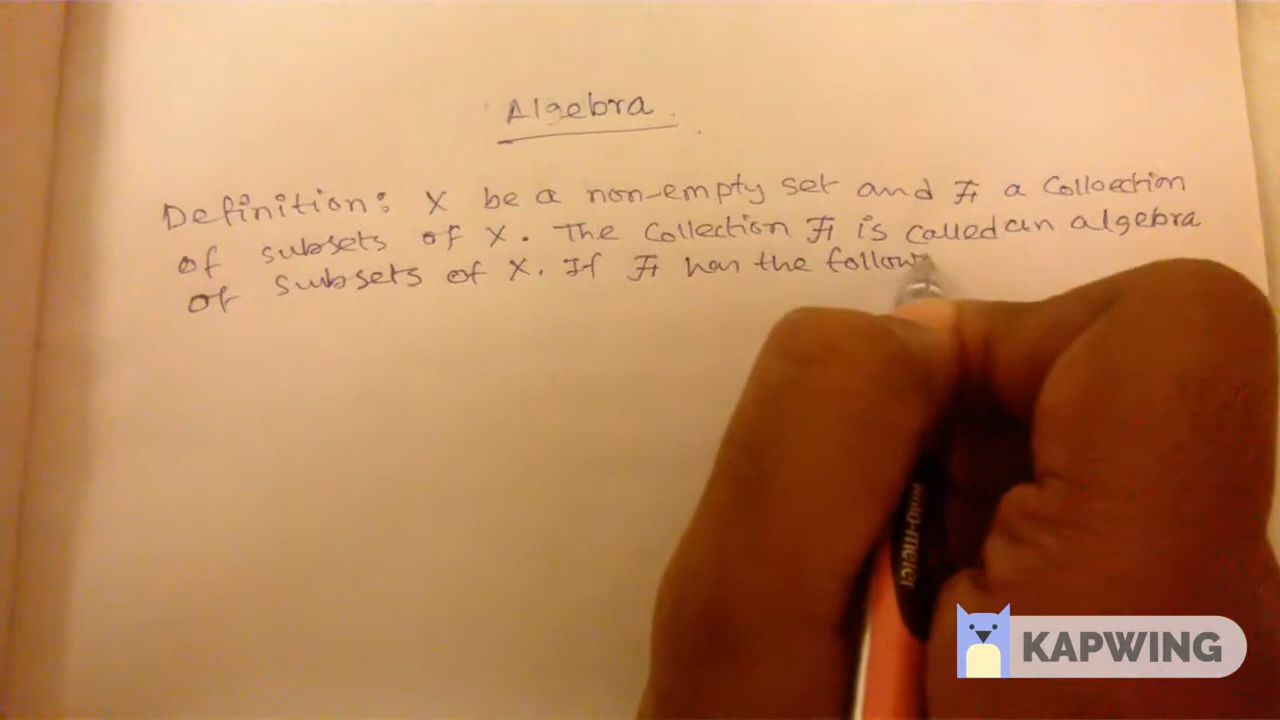 Algebra.
Definition: X be a non-empty set and Ƒ a Colloection
of subsets of X. The Collection Ƒ is called an algebra
of subsets of X. If Ƒ has the follow
KAPWING